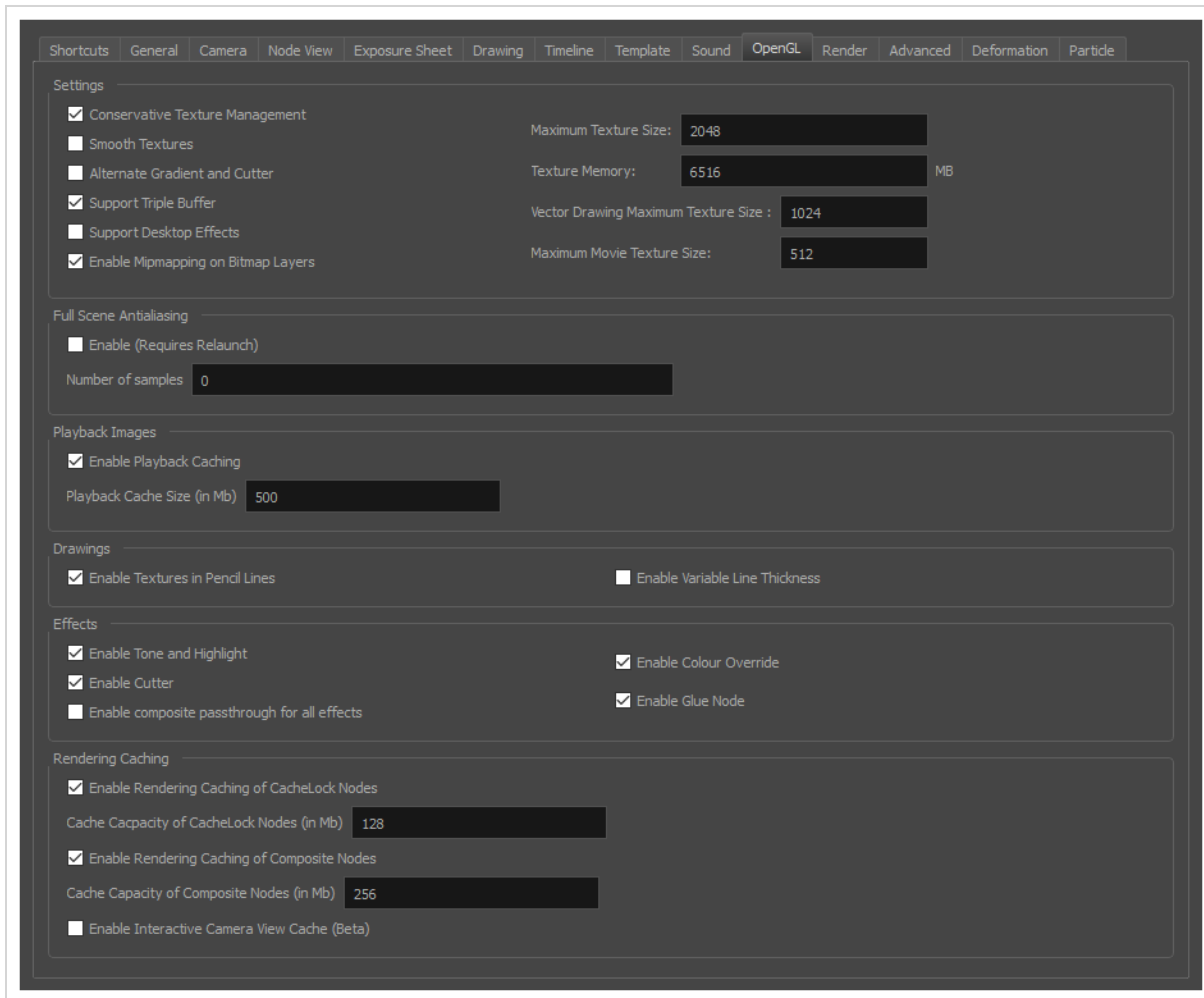 Shortcuts General Camera Node View Exposure Sheet Drawing Timeline Template Sound OpenGL Render Advanced Deformation Particle
Settings
Conservative Texture Management
Smooth Textures
Alternate Gradient and Cutter
Support Triple Buffer
Support Desktop Effects
Enable Mipmapping on Bitmap Layers
Maximum Texture Size: 2048
Texture Memory: 6516 MB
Vector Drawing Maximum Texture Size : 1024
Maximum Movie Texture Size: 512
Full Scene Antialiasing
Enable (Requires Relaunch)
Number of samples 0
Playback Images
Enable Playback Caching
Playback Cache Size (in Mb) 500
Drawings
Enable Textures in Pencil Lines
Enable Variable Line Thickness
Effects
Enable Tone and Highlight
Enable Cutter
Enable composite passthrough for all effects
Enable Colour Override
Enable Glue Node
Rendering Caching
Enable Rendering Caching of CacheLock Nodes
Cache Cacpacity of CacheLock Nodes (in Mb) 128
Enable Rendering Caching of Composite Nodes
Cache Capacity of Composite Nodes (in Mb) 256
Enable Interactive Camera View Cache (Beta)